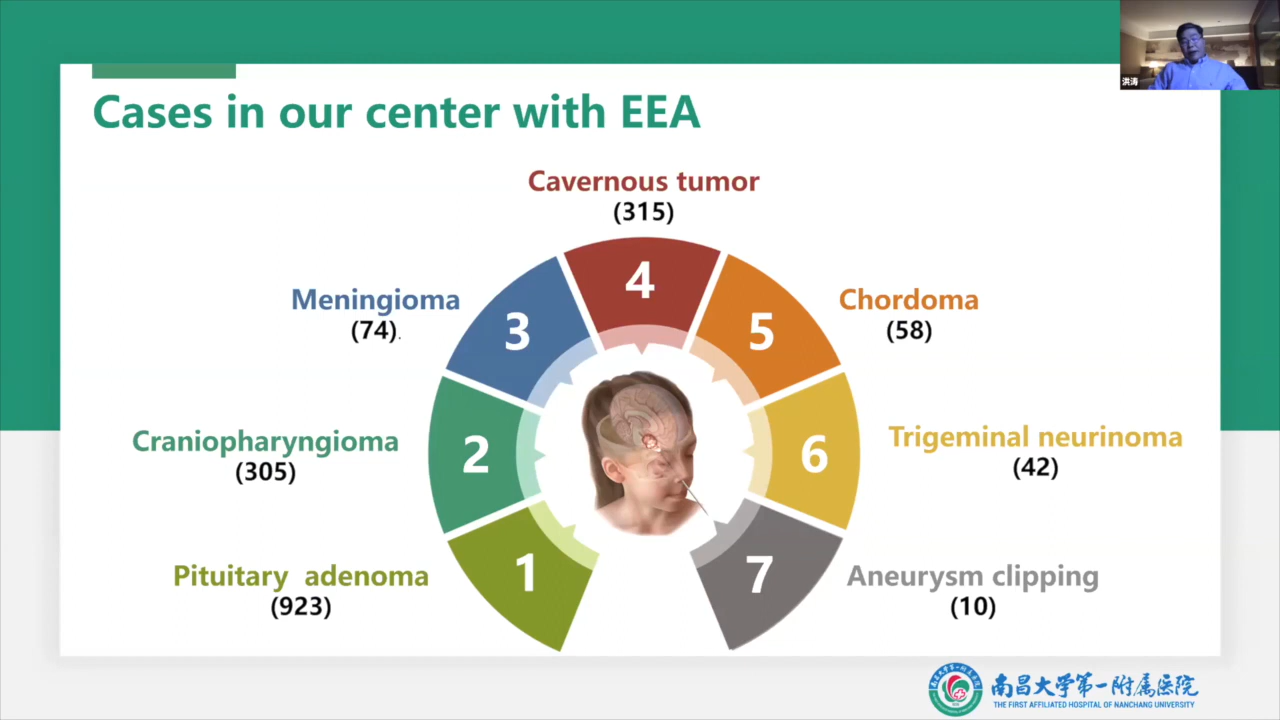 洪涛
Cases in our center with EEA
Cavernous tumor
(315)
4
Meningioma
(74).
3
5
Chordoma
(58)
Craniopharyngioma
(305)
2
6
Trigeminal neurinoma
(42)
Pituitary adenoma
(923)
1
7
Aneurysm clipping
(10)
南昌大学第一附属医院
THE FIRST AFFILIATED HOSPITAL OF NANCHANG UNIVERSITY